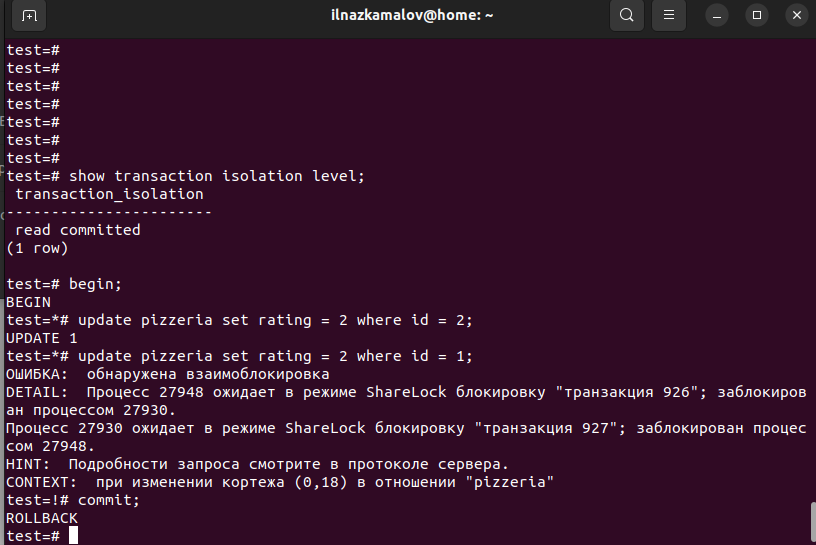 ilnazkamalov@home: ~
test=#
test=#
test=#
test=#
test=#
test=#
test=#
test=# show transaction isolation level;
 transaction_isolation
-----------------------
 read committed
(1 row)

test=# begin;
BEGIN
test=*# update pizzeria set rating = 2 where id = 2;
UPDATE 1
test=*# update pizzeria set rating = 2 where id = 1;
ОШИБКА:  обнаружена взаимоблокировка
DETAIL:  Процесс 27948 ожидает в режиме ShareLock блокировку "транзакция 926"; заблокиров
ан процессом 27930.
Процесс 27930 ожидает в режиме ShareLock блокировку "транзакция 927"; заблокирован процес
сом 27948.
HINT:  Подробности запроса смотрите в протоколе сервера.
CONTEXT:  при изменении кортежа (0,18) в отношении "pizzeria"
test=!# commit;
ROLLBACK
test=#